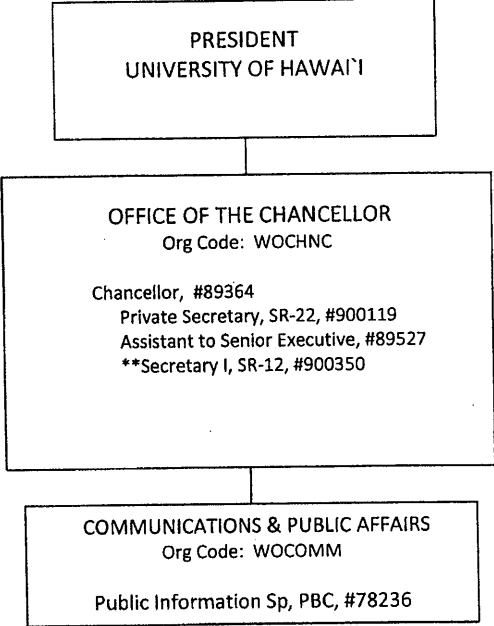 PRESIDENT
UNIVERSITY OF HAWAI`I
OFFICE OF THE CHANCELLOR
Org Code: WOCHNC
Chancellor, #89364
Private Secretary, SR-22, #900119
Assistant to Senior Executive, #89527
**Secretary I, SR-12, #900350
COMMUNICATIONS & PUBLIC AFFAIRS
Org Code: WOCOMM
Public Information Sp, PBC, #78236